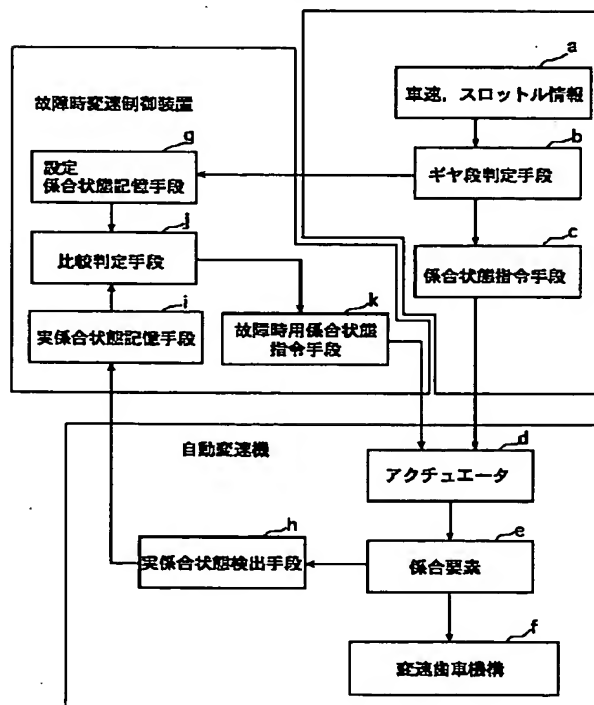 a
車速，スロットル情報
故障時変速制御装置
b
ギヤ段判定手段
g
設定
係合状態記憶手段
c
係合状態指令手段
j
比較判定手段
i
実係合状態記憶手段
k
故障時用係合状態
指令手段
自動変速機
d
アクチュエータ
h
実係合状態検出手段
e
係合要素
f
変速歯車機構